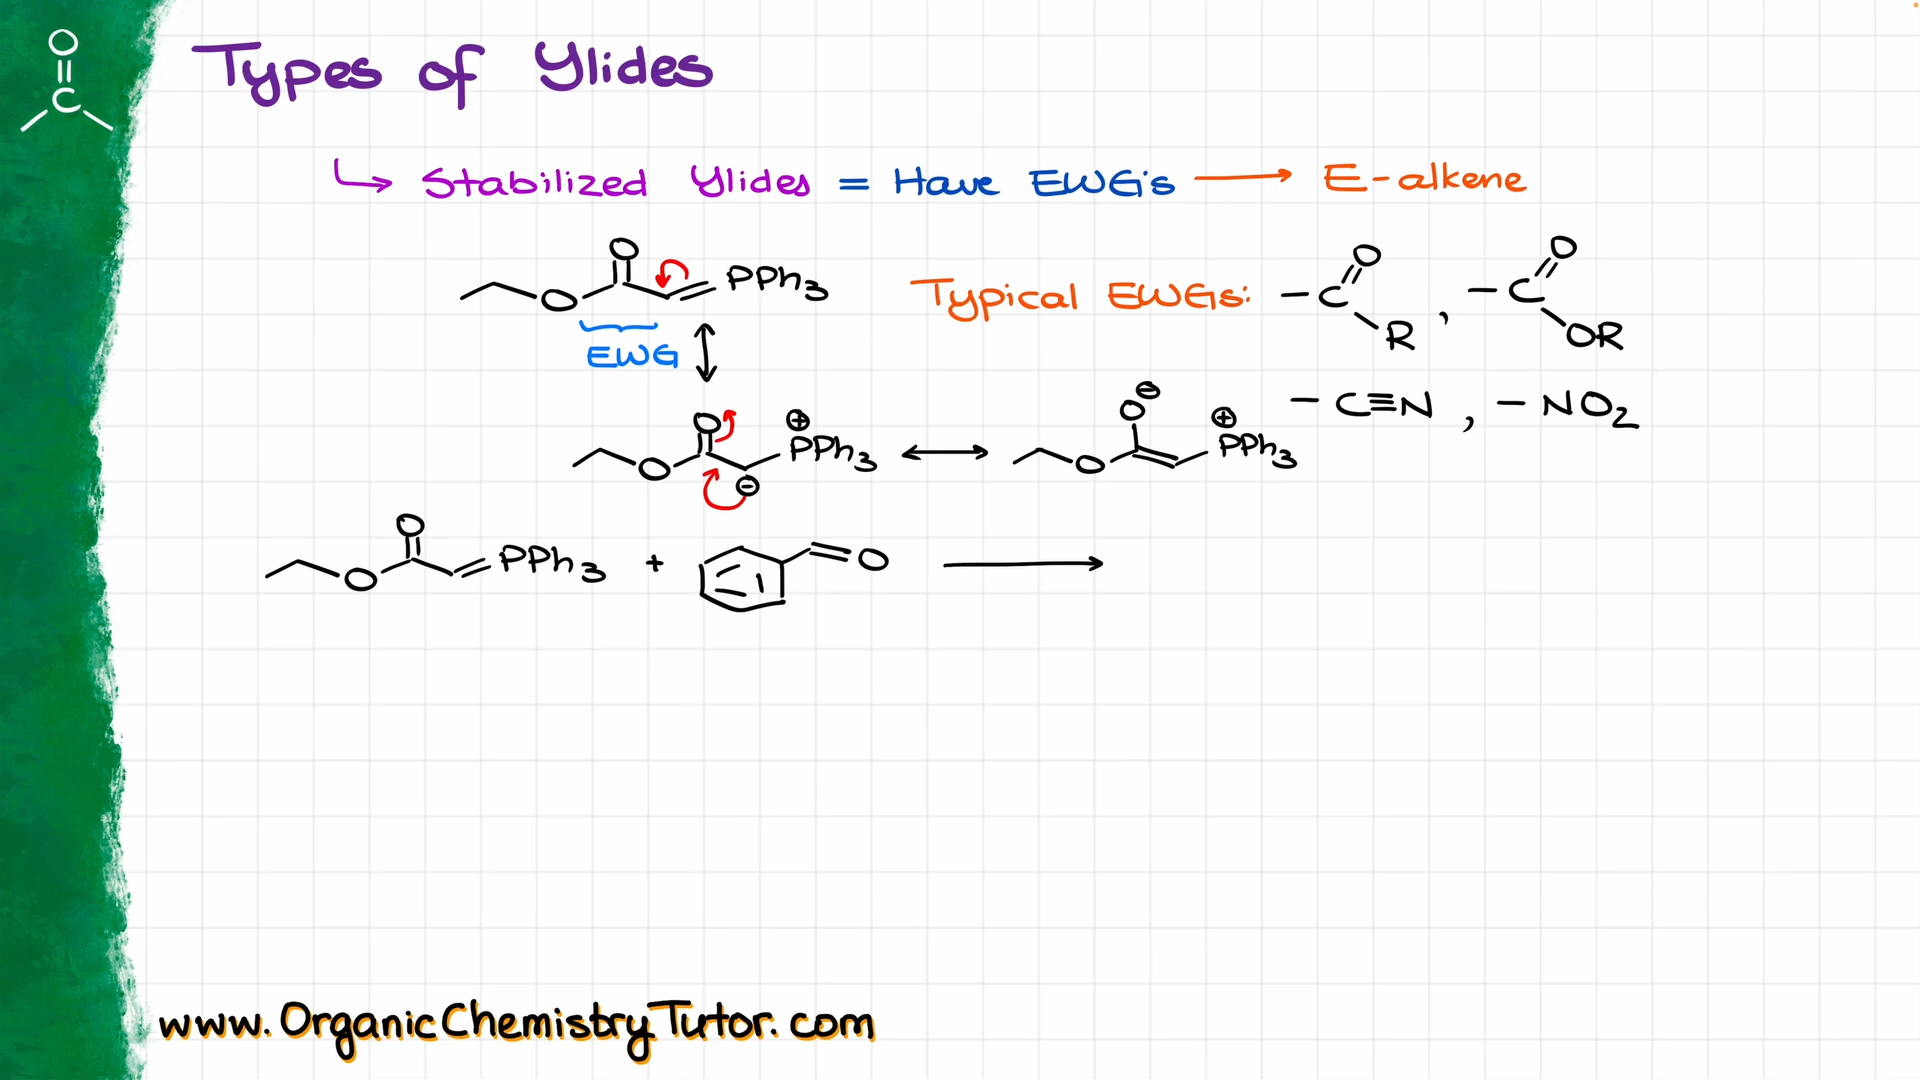 O
||
C
Types of Ylides
↳ Stabilized Ylides = Have EWG's → E-alkene
O
O PPh3
EWG
Typical EWGs: -C(=O)R, -C(=O)OR
-C≡N, -NO2
O ⊕
O PPh3 ↔ O⊖ ⊕
⊖ O PPh3
O
O PPh3 + O →
www.OrganicChemistryTutor.com